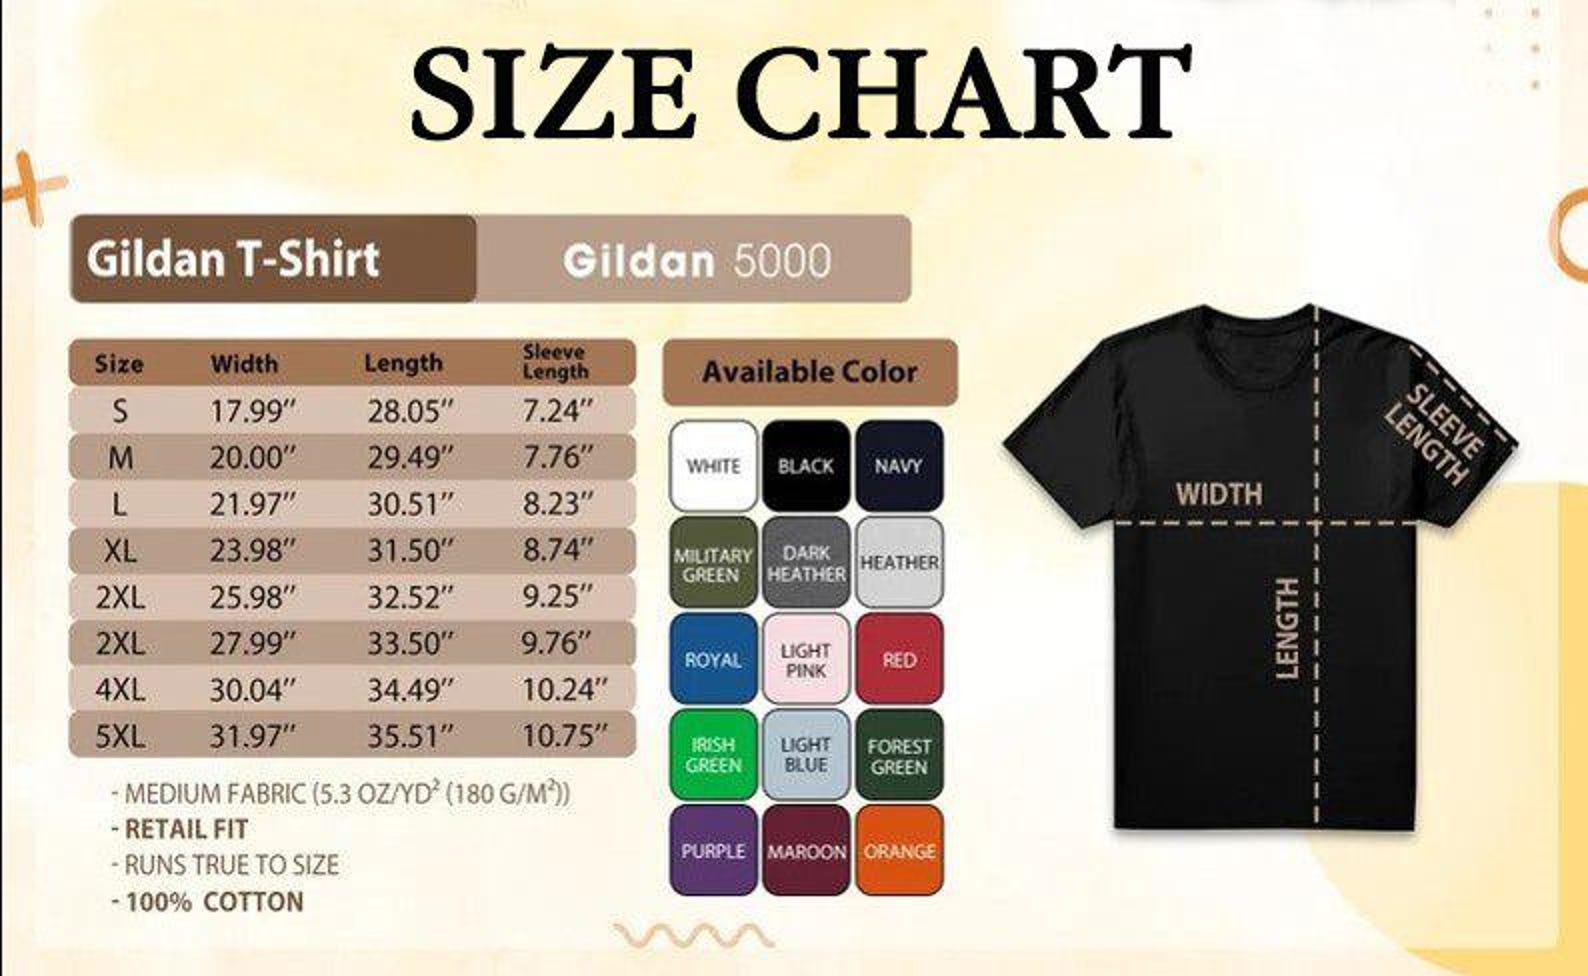 SIZE CHART
Gildan T-Shirt
Gildan 5000
Size Width Length Sleeve Length
S 17.99″ 28.05″ 7.24″
M 20.00″ 29.49″ 7.76″
L 21.97″ 30.51″ 8.23″
XL 23.98″ 31.50″ 8.74″
2XL 25.98″ 32.52″ 9.25″
2XL 27.99″ 33.50″ 9.76″
4XL 30.04″ 34.49″ 10.24″
5XL 31.97″ 35.51″ 10.75″
- MEDIUM FABRIC (5.3 OZ/YD² (180 G/M²))
- RETAIL FIT
- RUNS TRUE TO SIZE
- 100% COTTON
Available Color
WHITE BLACK NAVY
MILITARY GREEN DARK HEATHER HEATHER
ROYAL LIGHT PINK RED
IRISH GREEN LIGHT BLUE FOREST GREEN
PURPLE MAROON ORANGE
SLEEVE
LENGTH
WIDTH
LENGTH